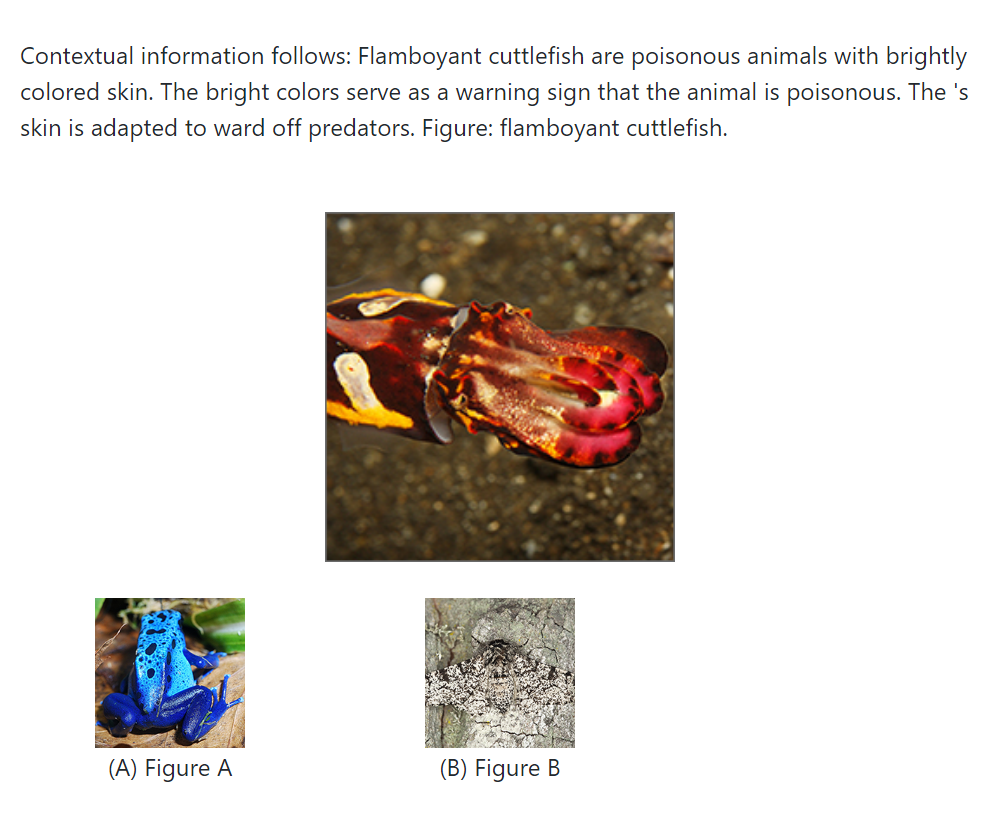 Contextual information follows: Flamboyant cuttlefish are poisonous animals with brightly
colored skin. The bright colors serve as a warning sign that the animal is poisonous. The 's
skin is adapted to ward off predators. Figure: flamboyant cuttlefish.
(A) Figure A
(B) Figure B